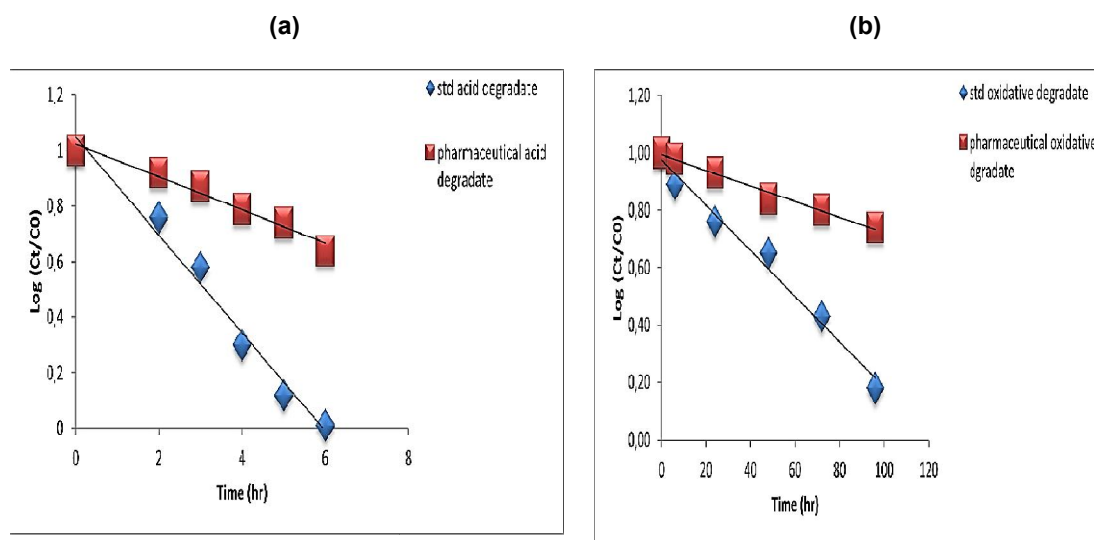 (a)
(b)
1,2
1
0,8
0,6
0,4
0,2
0
0
2
4
6
8
Log (Ct/C0)
Time (hr)
std acid degradate
pharmaceutical acid
degradate
1,20
1,00
0,80
0,60
0,40
0,20
0,00
0
20
40
60
80
100
120
Log (Ct/C0)
Time (hr)
std oxidative degradate
pharmaceutical oxidative
dgradate